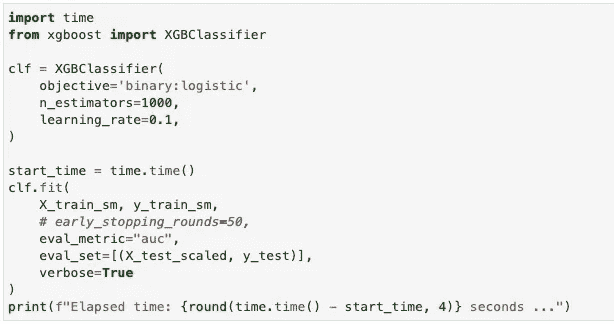 import time
from xgboost import XGBClassifier
clf = XGBClassifier(
    objective='binary:logistic',
    n_estimators=1000,
    learning_rate=0.1,
)
start_time = time.time()
clf.fit(
    X_train_sm, y_train_sm,
    # early_stopping_rounds=50,
    eval_metric="auc",
    eval_set=[(X_test_scaled, y_test)],
    verbose=True
)
print(f"Elapsed time: {round(time.time() - start_time, 4)} seconds ...")